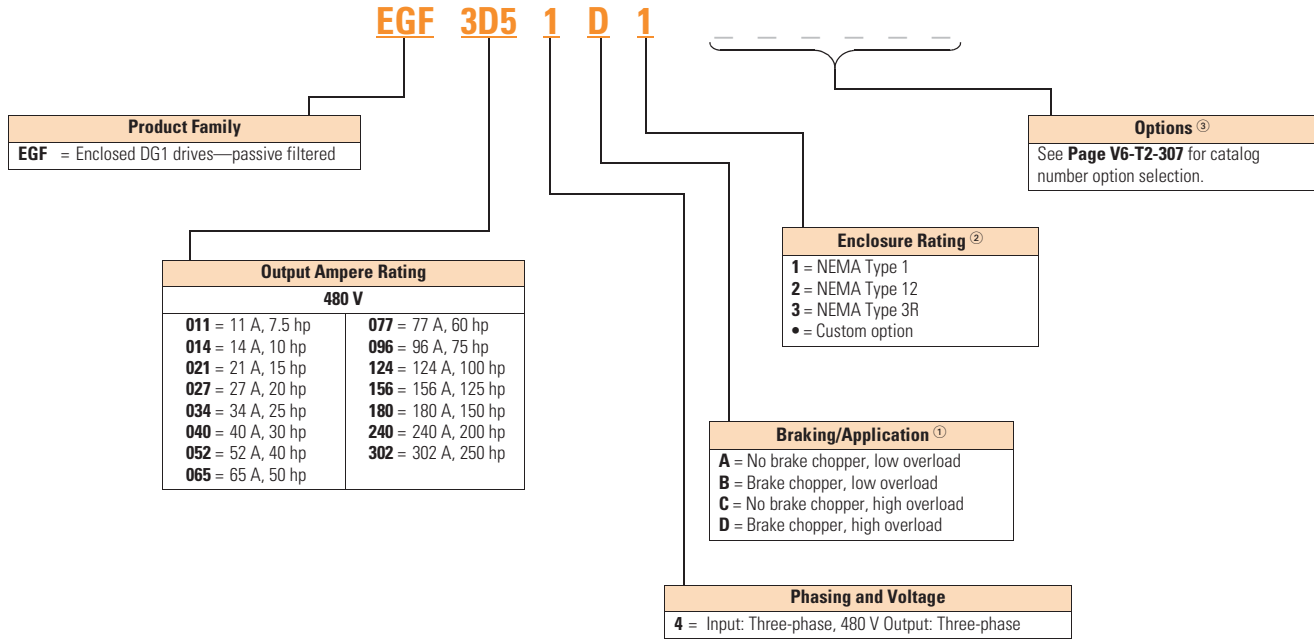 EGF 3D5 1 D 1 _ _ _ _ _
Product Family
EGF = Enclosed DG1 drives—passive filtered
Options ③
See Page V6-T2-307 for catalog
number option selection.
Enclosure Rating ②
1 = NEMA Type 1
2 = NEMA Type 12
3 = NEMA Type 3R
• = Custom option
Output Ampere Rating
480 V
011 = 11 A, 7.5 hp
014 = 14 A, 10 hp
021 = 21 A, 15 hp
027 = 27 A, 20 hp
034 = 34 A, 25 hp
040 = 40 A, 30 hp
052 = 52 A, 40 hp
065 = 65 A, 50 hp
077 = 77 A, 60 hp
096 = 96 A, 75 hp
124 = 124 A, 100 hp
156 = 156 A, 125 hp
180 = 180 A, 150 hp
240 = 240 A, 200 hp
302 = 302 A, 250 hp
Braking/Application ①
A = No brake chopper, low overload
B = Brake chopper, low overload
C = No brake chopper, high overload
D = Brake chopper, high overload
Phasing and Voltage
4 = Input: Three-phase, 480 V Output: Three-phase